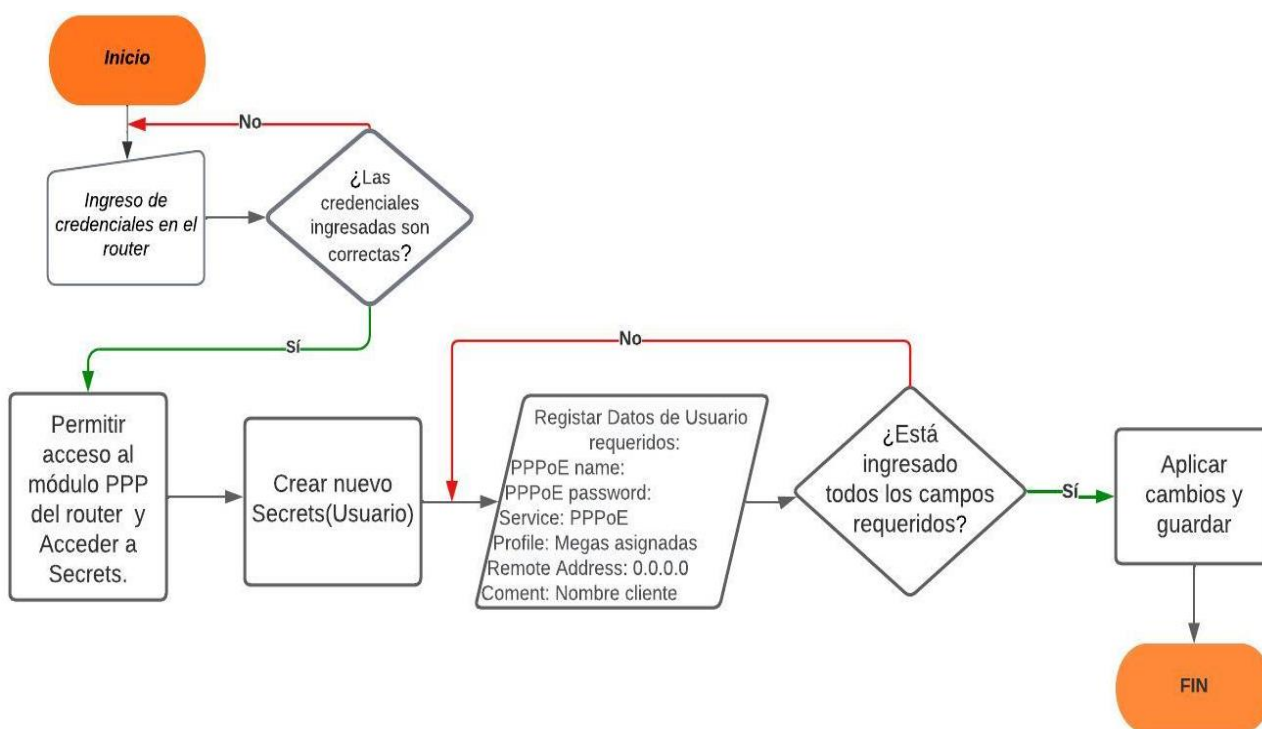 Inicio
No
Ingreso de
credenciales en el
router
¿Las
credenciales
ingresadas son
correctas?
Sí
No
Permitir
acceso al
módulo PPP
del router y
Acceder a
Secrets.
Crear nuevo
Secrets(Usuario)
Registar Datos de Usuario
requeridos:
PPPoE name:
PPPoE password:
Service: PPPoE
Profile: Megas asignadas
Remote Address: 0.0.0.0
Coment: Nombre cliente
¿Está
ingresado
todos los campos
requeridos?
Sí
Aplicar
cambios y
guardar
FIN